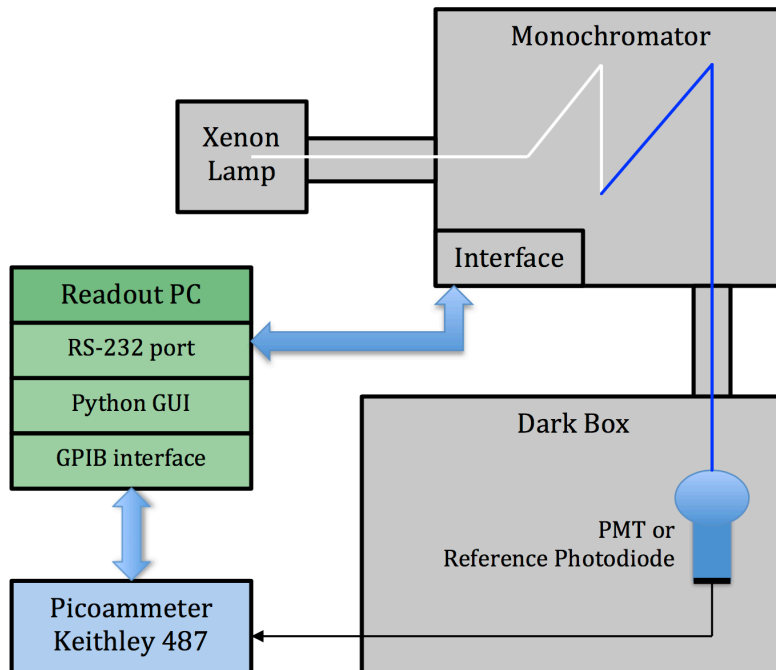 Monochromator
Xenon
Lamp
Interface
Readout PC
RS-232 port
Python GUI
GPIB interface
Dark Box
PMT or
Reference Photodiode
Picoammeter
Keithley 487